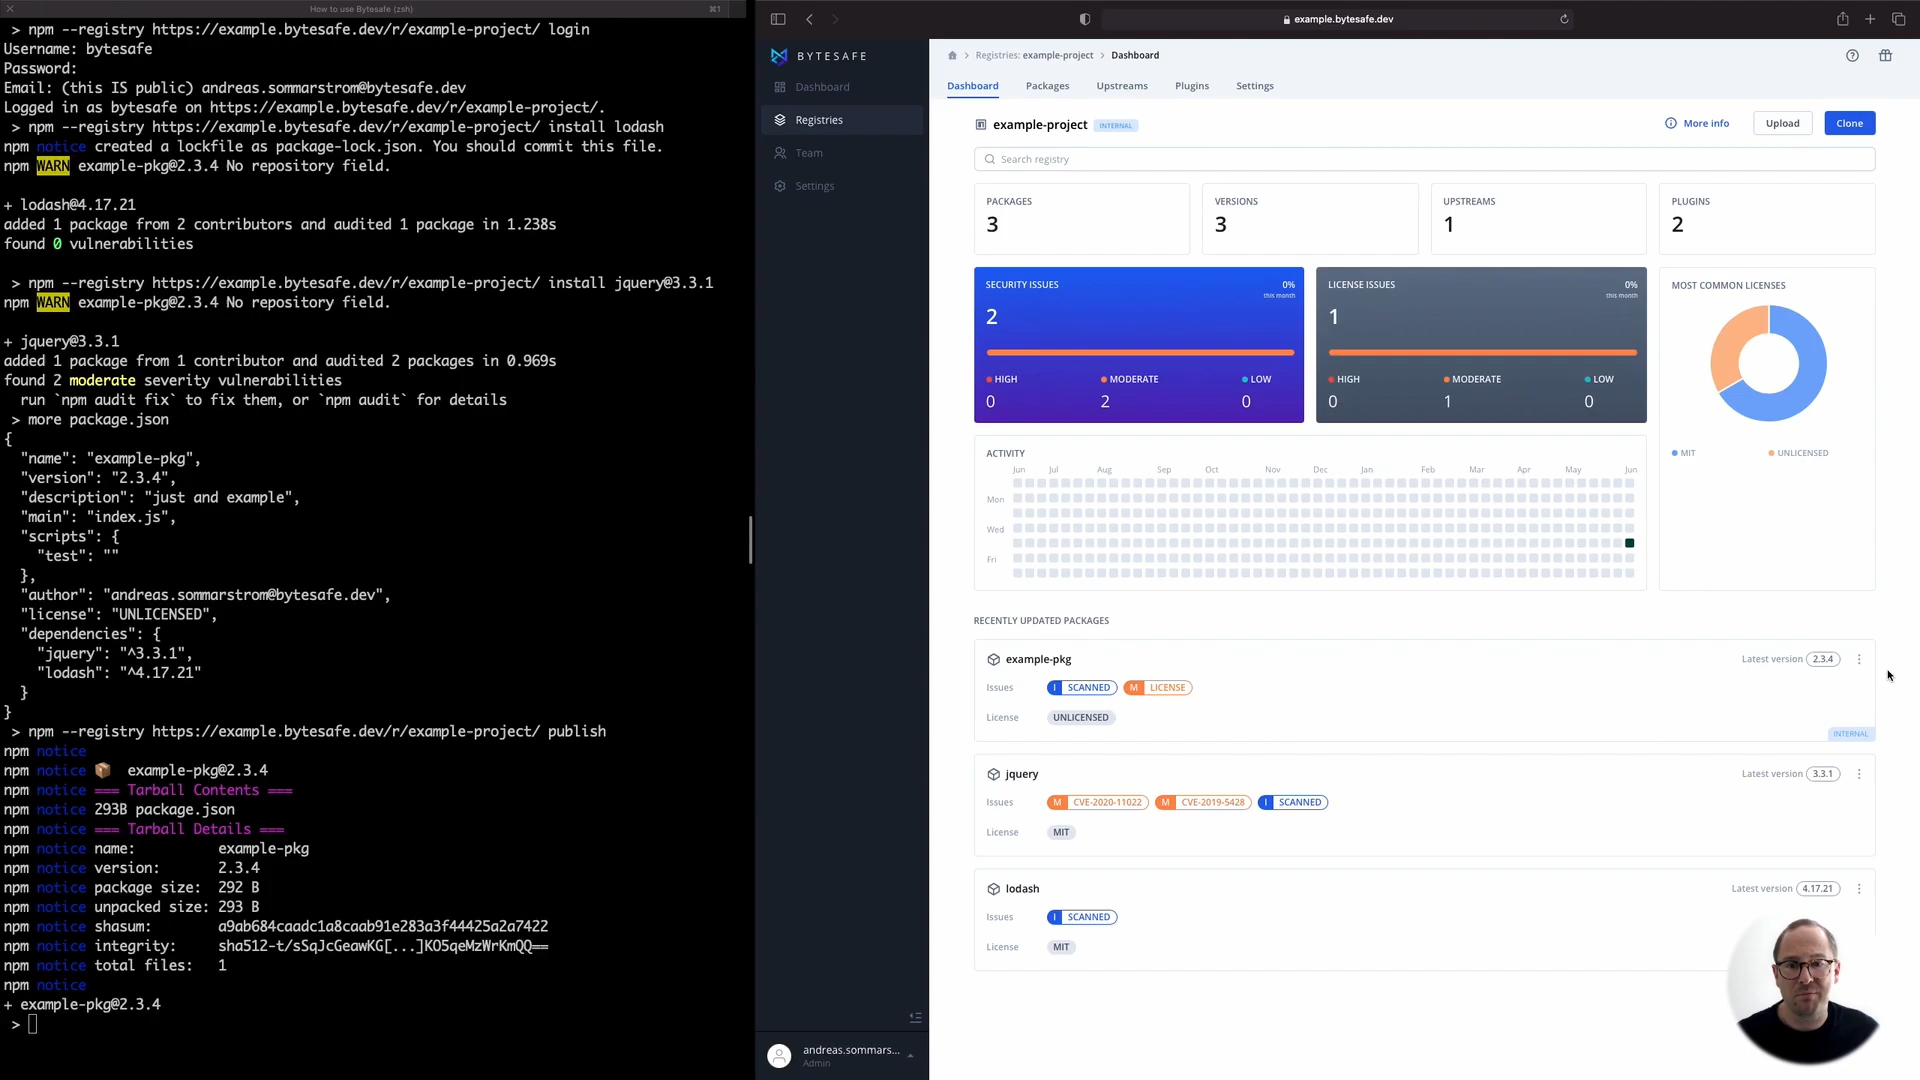 How to use Bytesafe (zsh)
⌘1
> npm --registry https://example.bytesafe.dev/r/example-project/ login
Username: bytesafe
Password:
Email: (this IS public) andreas.sommarstrom@bytesafe.dev
Logged in as bytesafe on https://example.bytesafe.dev/r/example-project/.
> npm --registry https://example.bytesafe.dev/r/example-project/ install lodash
npm notice created a lockfile as package-lock.json. You should commit this file.
npm WARN example-pkg@2.3.4 No repository field.
+ lodash@4.17.21
added 1 package from 2 contributors and audited 1 package in 1.238s
found 0 vulnerabilities
> npm --registry https://example.bytesafe.dev/r/example-project/ install jquery@3.3.1
npm WARN example-pkg@2.3.4 No repository field.
+ jquery@3.3.1
added 1 package from 1 contributor and audited 2 packages in 0.969s
found 2 moderate severity vulnerabilities
run `npm audit fix` to fix them, or `npm audit` for details
> more package.json
{
"name": "example-pkg",
"version": "2.3.4",
"description": "just and example",
"main": "index.js",
"scripts": {
"test": ""
},
"author": "andreas.sommarstrom@bytesafe.dev",
"license": "UNLICENSED",
"dependencies": {
"jquery": "^3.3.1",
"lodash": "^4.17.21"
}
}
> npm --registry https://example.bytesafe.dev/r/example-project/ publish
npm notice
npm notice 📦 example-pkg@2.3.4
npm notice === Tarball Contents ===
npm notice 293B package.json
npm notice === Tarball Details ===
npm notice name: example-pkg
npm notice version: 2.3.4
npm notice package size: 292 B
npm notice unpacked size: 293 B
npm notice shasum: a9ab684caadc1a8caab91e283a3f44425a2a7422
npm notice integrity: sha512-t/sSqJcGeawKG[...]KO5qeMzWrKmQQ==
npm notice total files: 1
npm notice
+ example-pkg@2.3.4
>
example.bytesafe.dev
BYTESAFE
Dashboard
Registries
Team
Settings
andreas.sommars...
Admin
Registries: example-project > Dashboard
Dashboard Packages Upstreams Plugins Settings
example-project INTERNAL
More info Upload Clone
Search registry
PACKAGES
3
VERSIONS
3
UPSTREAMS
1
PLUGINS
2
SECURITY ISSUES
0%
this month
2
HIGH MODERATE LOW
0 2 0
LICENSE ISSUES
0%
this month
1
HIGH MODERATE LOW
0 1 0
MOST COMMON LICENSES
MIT UNLICENSED
ACTIVITY
Jun Jul Aug Sep Oct Nov Dec Jan Feb Mar Apr May Jun
Mon
Wed
Fri
RECENTLY UPDATED PACKAGES
example-pkg
Latest version 2.3.4
Issues I SCANNED M LICENSE
License UNLICENSED
INTERNAL
jquery
Latest version 3.3.1
Issues M CVE-2020-11022 M CVE-2019-5428 I SCANNED
License MIT
lodash
Latest version 4.17.21
Issues I SCANNED
License MIT